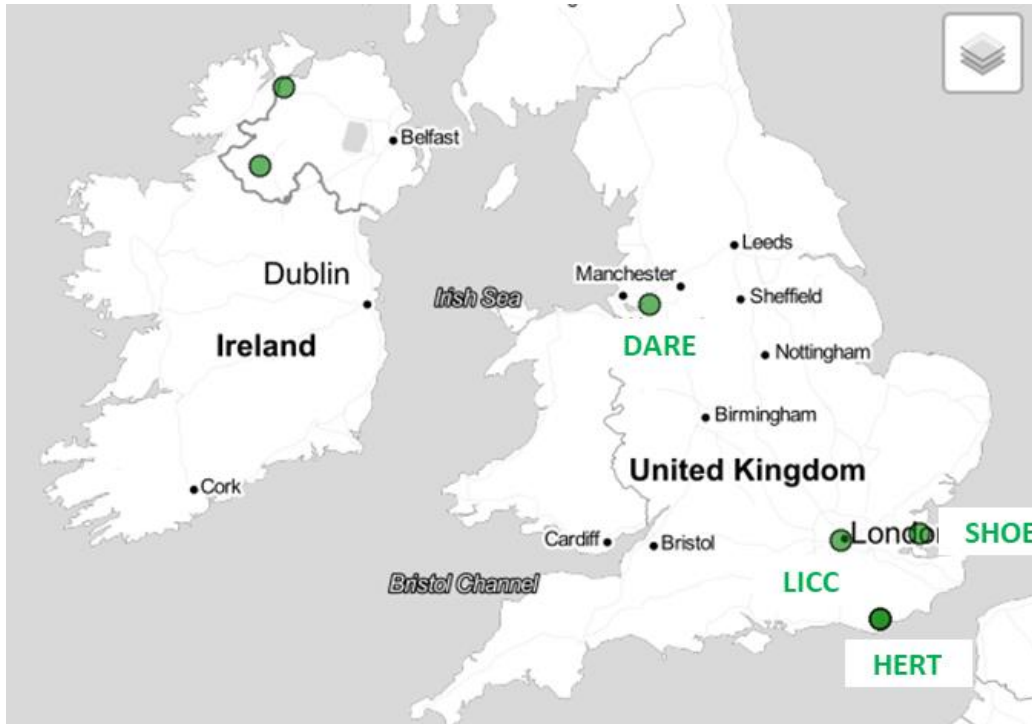 Belfast
Leeds
Dublin
Manchester
Irish Sea
Sheffield
Ireland
DARE
Nottingham
Birmingham
United Kingdom
Cork
Cardiff
Bristol
London
SHOE
LICC
Bristol Channel
HERT